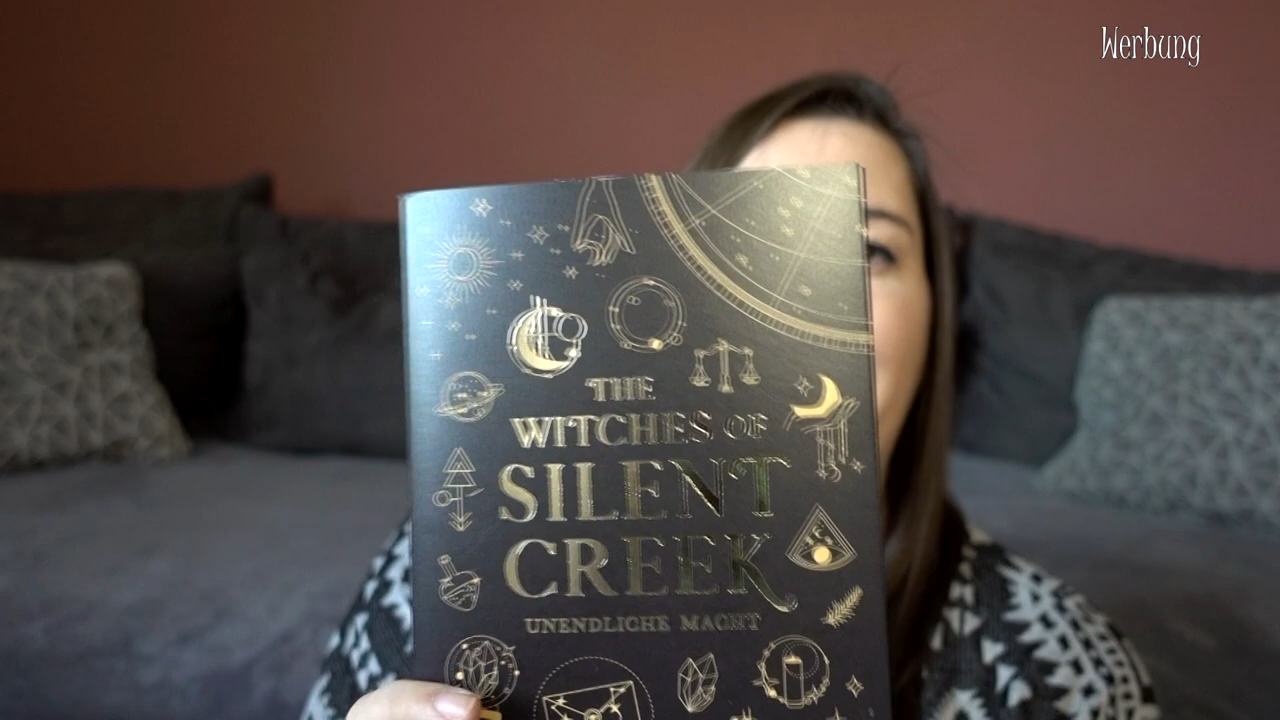 Werbung
THE
WITCHES OF
SILENT
CREEK
UNENDLICHE MACHT